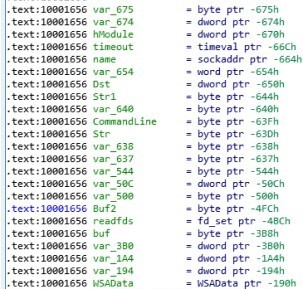 .text:10001656 var_675 = byte ptr -675h
.text:10001656 var_674 = dword ptr -674h
.text:10001656 hModule = dword ptr -670h
.text:10001656 timeout = timeval ptr -66Ch
.text:10001656 name = sockaddr ptr -664h
.text:10001656 var_654 = word ptr -654h
.text:10001656 Dst = dword ptr -650h
.text:10001656 Str1 = byte ptr -644h
.text:10001656 var_640 = byte ptr -640h
.text:10001656 CommandLine = byte ptr -63Fh
.text:10001656 Str = byte ptr -63Dh
.text:10001656 var_638 = byte ptr -638h
.text:10001656 var_637 = byte ptr -637h
.text:10001656 var_544 = byte ptr -544h
.text:10001656 var_50C = dword ptr -50Ch
.text:10001656 var_500 = byte ptr -500h
.text:10001656 Buf2 = byte ptr -4FCh
.text:10001656 readfds = fd_set ptr -4BCh
.text:10001656 buf = byte ptr -3B8h
.text:10001656 var_3B0 = dword ptr -3B0h
.text:10001656 var_1A4 = dword ptr -1A4h
.text:10001656 var_194 = dword ptr -194h
.text:10001656 WSAData = WSAData ptr -190h